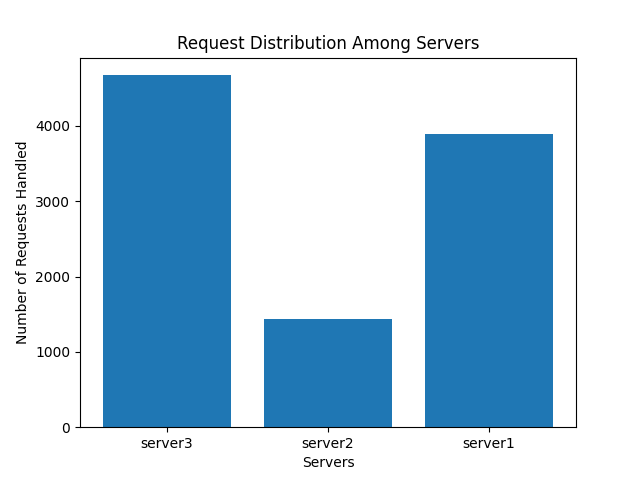 Request Distribution Among Servers
Number of Requests Handled
4000
3000
2000
1000
0
server3 server2 server1
Servers